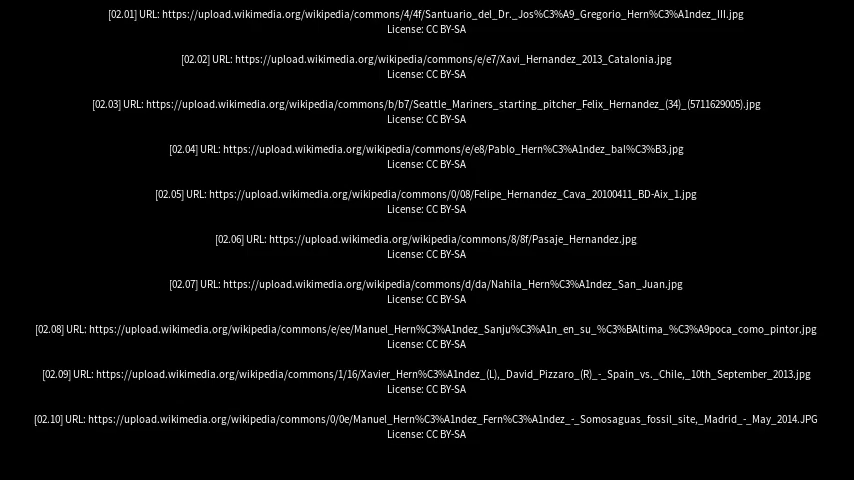 [02.01] URL: https://upload.wikimedia.org/wikipedia/commons/4/4f/Santuario_del_Dr._Jos%C3%A9_Gregorio_Hern%C3%A1ndez_III.jpg
License: CC BY-SA
[02.02] URL: https://upload.wikimedia.org/wikipedia/commons/e/e7/Xavi_Hernandez_2013_Catalonia.jpg
License: CC BY-SA
[02.03] URL: https://upload.wikimedia.org/wikipedia/commons/b/b7/Seattle_Mariners_starting_pitcher_Felix_Hernandez_(34)_(5711629005).jpg
License: CC BY-SA
[02.04] URL: https://upload.wikimedia.org/wikipedia/commons/e/e8/Pablo_Hern%C3%A1ndez_bal%C3%B3.jpg
License: CC BY-SA
[02.05] URL: https://upload.wikimedia.org/wikipedia/commons/0/08/Felipe_Hernandez_Cava_20100411_BD-Aix_1.jpg
License: CC BY-SA
[02.06] URL: https://upload.wikimedia.org/wikipedia/commons/8/8f/Pasaje_Hernandez.jpg
License: CC BY-SA
[02.07] URL: https://upload.wikimedia.org/wikipedia/commons/d/da/Nahila_Hern%C3%A1ndez_San_Juan.jpg
License: CC BY-SA
[02.08] URL: https://upload.wikimedia.org/wikipedia/commons/e/ee/Manuel_Hern%C3%A1ndez_Sanju%C3%A1n_en_su_%C3%BAltima_%C3%A9poca_como_pintor.jpg
License: CC BY-SA
[02.09] URL: https://upload.wikimedia.org/wikipedia/commons/1/16/Xavier_Hern%C3%A1ndez_(L),_David_Pizzaro_(R)_-_Spain_vs._Chile,_10th_September_2013.jpg
License: CC BY-SA
[02.10] URL: https://upload.wikimedia.org/wikipedia/commons/0/0e/Manuel_Hern%C3%A1ndez_Fern%C3%A1ndez_-_Somosaguas_fossil_site,_Madrid_-_May_2014.JPG
License: CC BY-SA